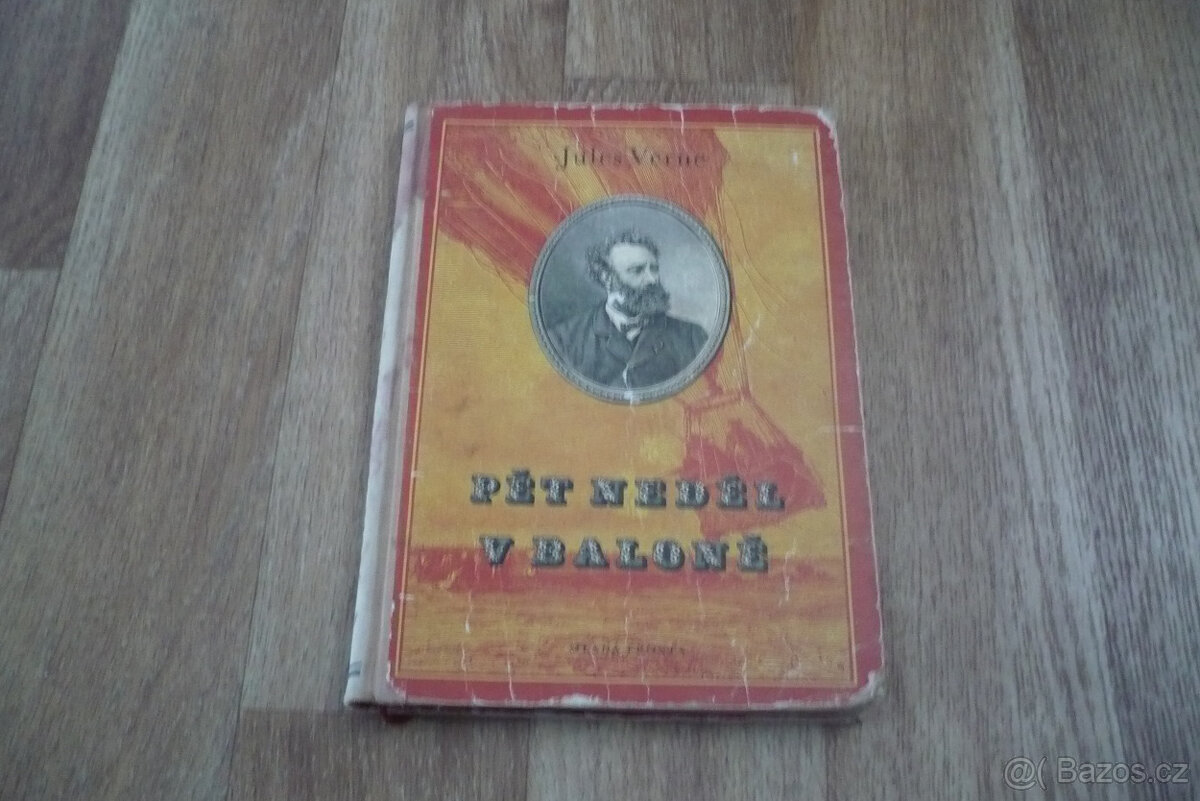 Jules Verne
PĚT NEDĚL
V BALONĚ
MLADÁ FRONTA
@( Bazos.cz